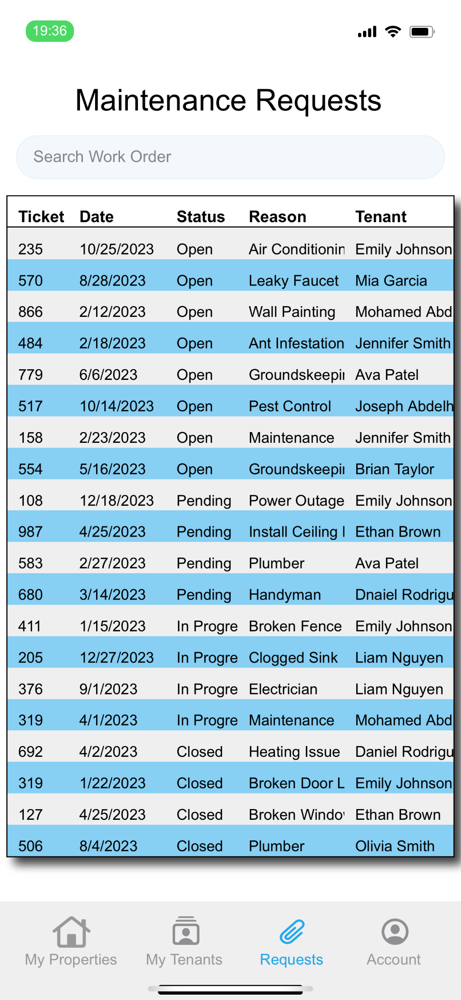 19:36
Maintenance Requests
Search Work Order
Ticket Date Status Reason Tenant
235 10/25/2023 Open Air Conditionin Emily Johnson
570 8/28/2023 Open Leaky Faucet Mia Garcia
866 2/12/2023 Open Wall Painting Mohamed Abd
484 2/18/2023 Open Ant Infestation Jennifer Smith
779 6/6/2023 Open Groundskeepin Ava Patel
517 10/14/2023 Open Pest Control Joseph Abdelh
158 2/23/2023 Open Maintenance Jennifer Smith
554 5/16/2023 Open Groundskeepin Brian Taylor
108 12/18/2023 Pending Power Outage Emily Johnson
987 4/25/2023 Pending Install Ceiling Ethan Brown
583 2/27/2023 Pending Plumber Ava Patel
680 3/14/2023 Pending Handyman Dnaiel Rodrigu
411 1/15/2023 In Progre Broken Fence Emily Johnson
205 12/27/2023 In Progre Clogged Sink Liam Nguyen
376 9/1/2023 In Progre Electrician Liam Nguyen
319 4/1/2023 In Progre Maintenance Mohamed Abd
692 4/2/2023 Closed Heating Issue Daniel Rodrigu
319 1/22/2023 Closed Broken Door L Emily Johnson
127 4/25/2023 Closed Broken Window Ethan Brown
506 8/4/2023 Closed Plumber Olivia Smith
My Properties My Tenants Requests Account